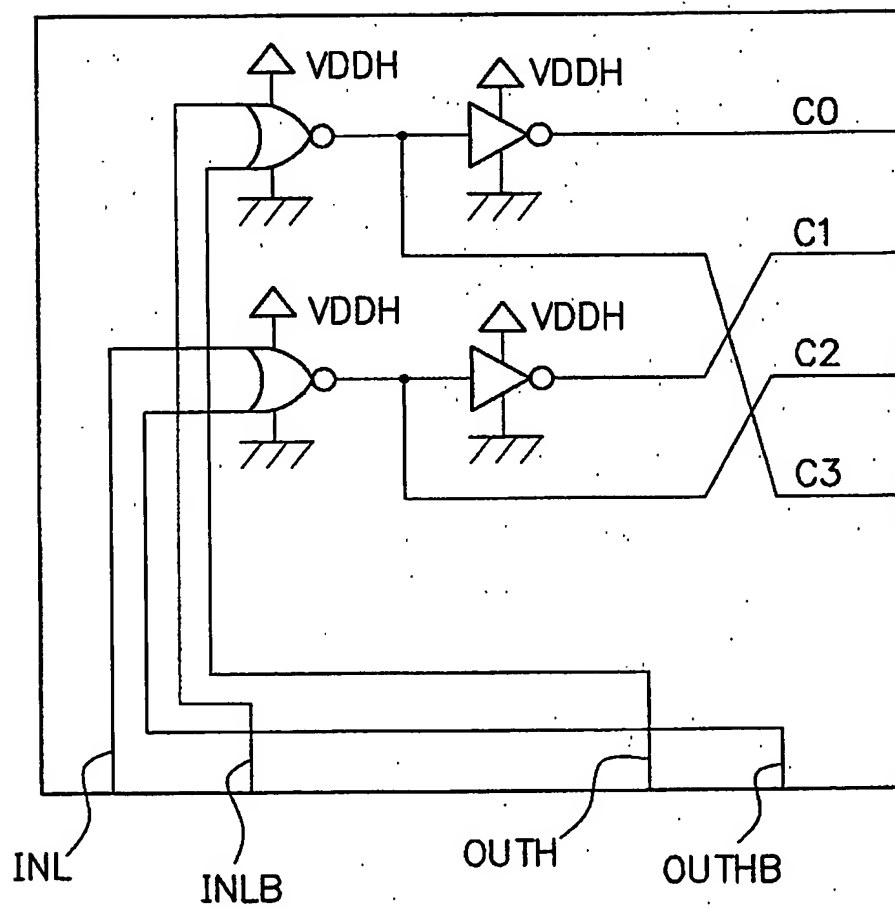 VDDH
VDDH
C0
C1
VDDH
VDDH
C2
C3
INL
INLB
OUTH
OUTHB